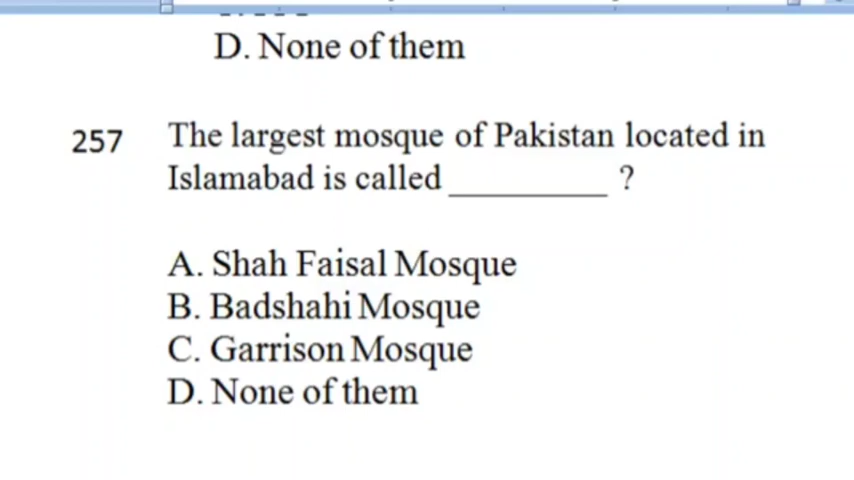 D. None of them
257 The largest mosque of Pakistan located in
Islamabad is called _________ ?
A. Shah Faisal Mosque
B. Badshahi Mosque
C. Garrison Mosque
D. None of them